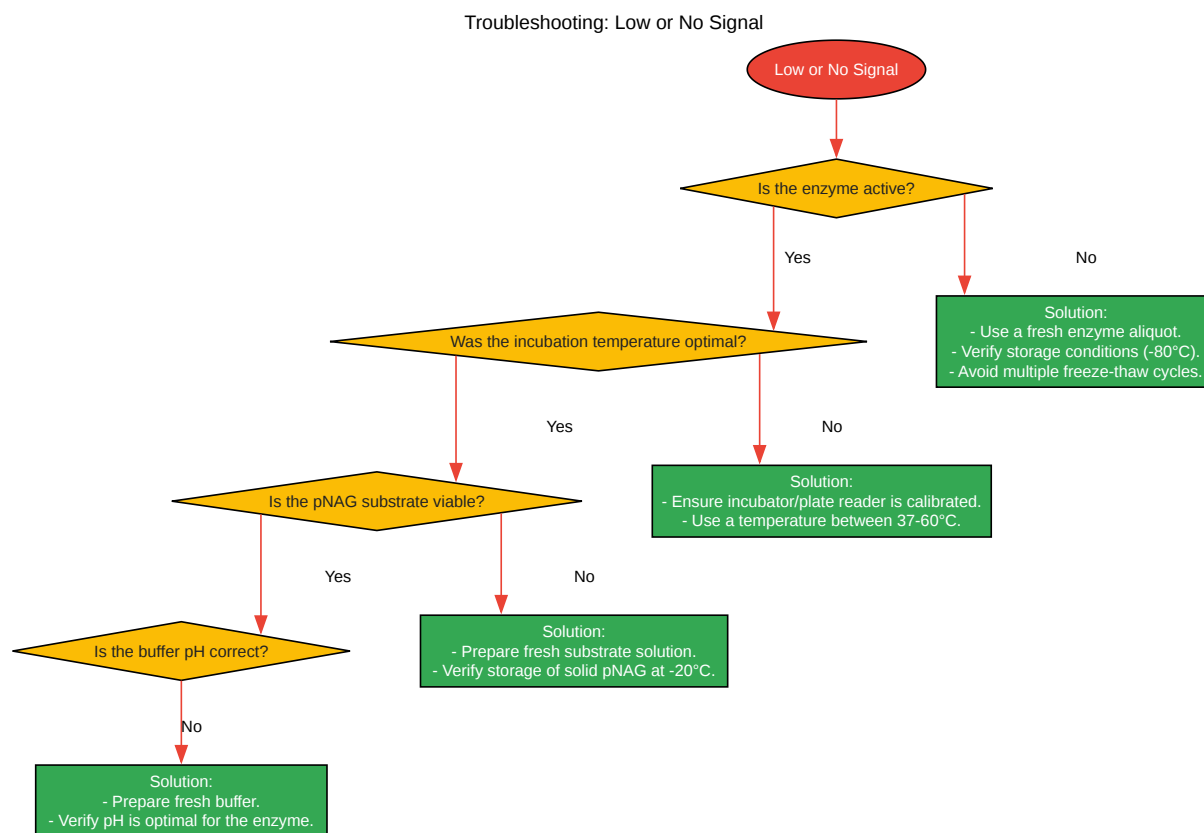 Troubleshooting: Low or No Signal
Low or No Signal
Is the enzyme active?
Yes
No
Solution:
- Use a fresh enzyme aliquot.
- Verify storage conditions (-80°C).
- Avoid multiple freeze-thaw cycles.
Was the incubation temperature optimal?
Yes
No
Solution:
- Ensure incubator/plate reader is calibrated.
- Use a temperature between 37-60°C.
Is the pNAG substrate viable?
Yes
No
Solution:
- Prepare fresh substrate solution.
- Verify storage of solid pNAG at -20°C.
Is the buffer pH correct?
No
Solution:
- Prepare fresh buffer.
- Verify pH is optimal for the enzyme.